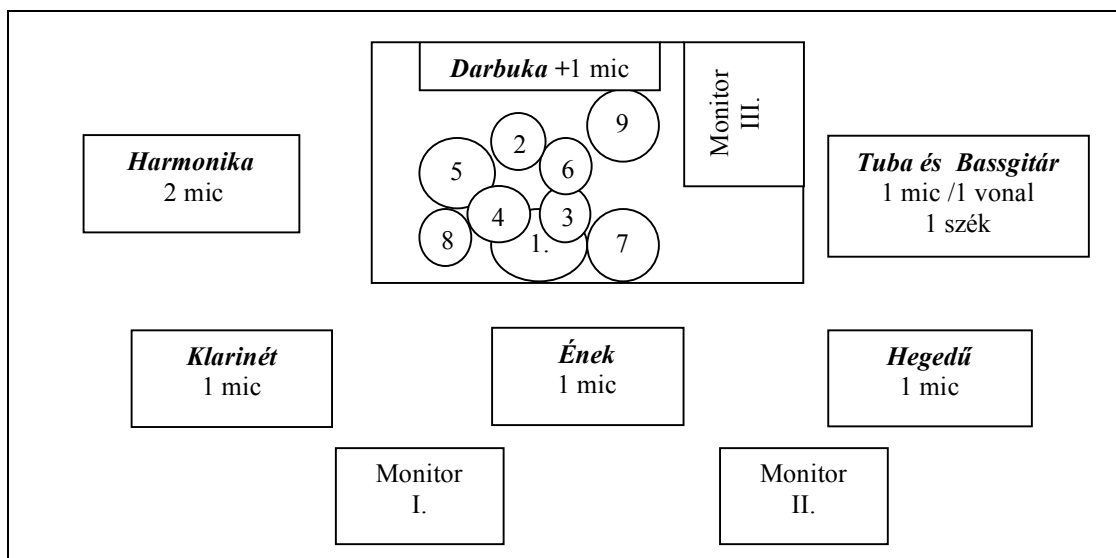 Darbuka +1 mic
Monitor
III.
9
2
6
5
4
3
8
1.
7
Harmonika
2 mic
Tuba és Bassgitár
1 mic /1 vonal
1 szék
Klarinét
1 mic
Ének
1 mic
Hegedű
1 mic
Monitor
I.
Monitor
II.